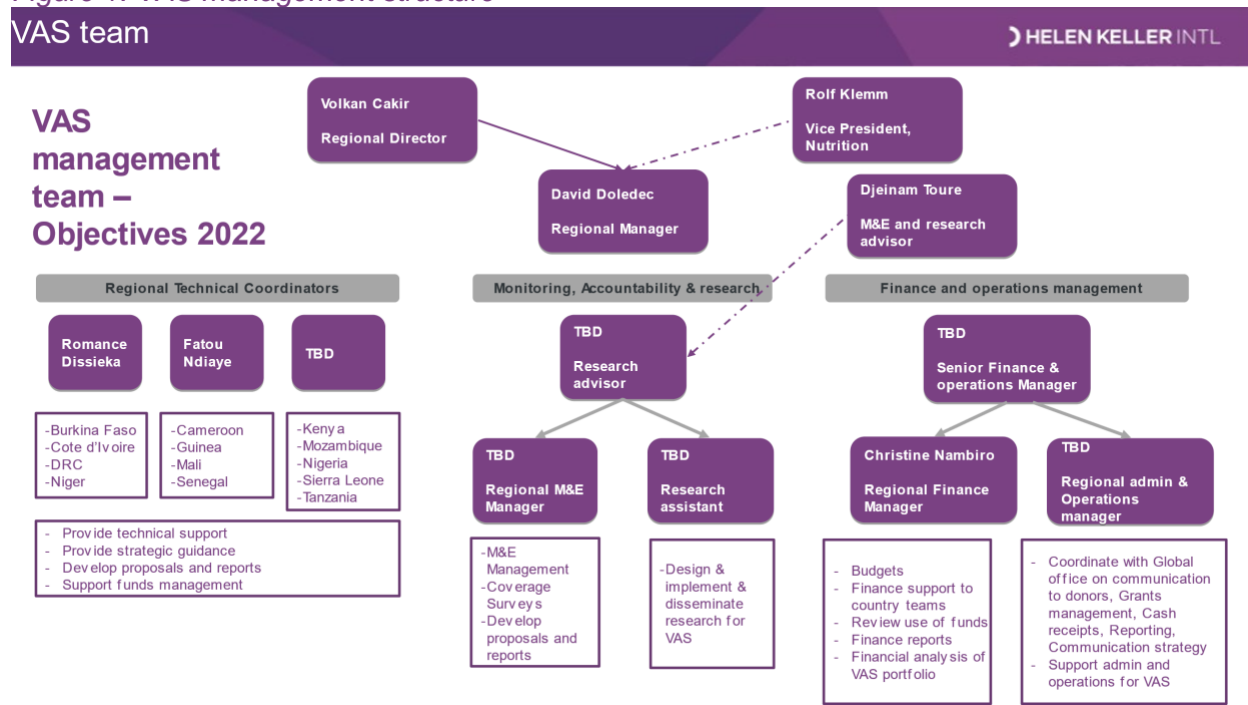 Figure 1: VAS management structure
VAS team
HELEN KELLER INTL
VAS
management
team –
Objectives 2022
Volkan Cakir
Regional Director
Rolf Klemm
Vice President,
Nutrition
David Doledec
Regional Manager
Djeinam Toure
M&E and research
advisor
Regional Technical Coordinators
Monitoring, Accountability & research
Finance and operations management
Romance
Dissieka
Fatou
Ndiaye
TBD
-Burkina Faso
-Cote d'Ivoire
-DRC
-Niger
-Cameroon
-Guinea
-Mali
-Senegal
-Kenya
-Mozambique
-Nigeria
-Sierra Leone
-Tanzania
- Provide technical support
- Provide strategic guidance
- Develop proposals and reports
- Support funds management
TBD
Research
advisor
TBD
Regional M&E
Manager
TBD
Research
assistant
-M&E
Management
-Coverage
Surveys
-Develop
proposals and
reports
-Design &
implement &
disseminate
research for
VAS
TBD
Senior Finance &
operations Manager
Christine Nambiro
Regional Finance
Manager
TBD
Regional admin &
Operations
manager
- Budgets
- Finance support to
country teams
- Review use of funds
- Finance reports
- Financial analysis of
VAS portfolio
- Coordinate with Global
office on communication
to donors, Grants
management, Cash
receipts, Reporting,
Communication strategy
- Support admin and
operations for VAS